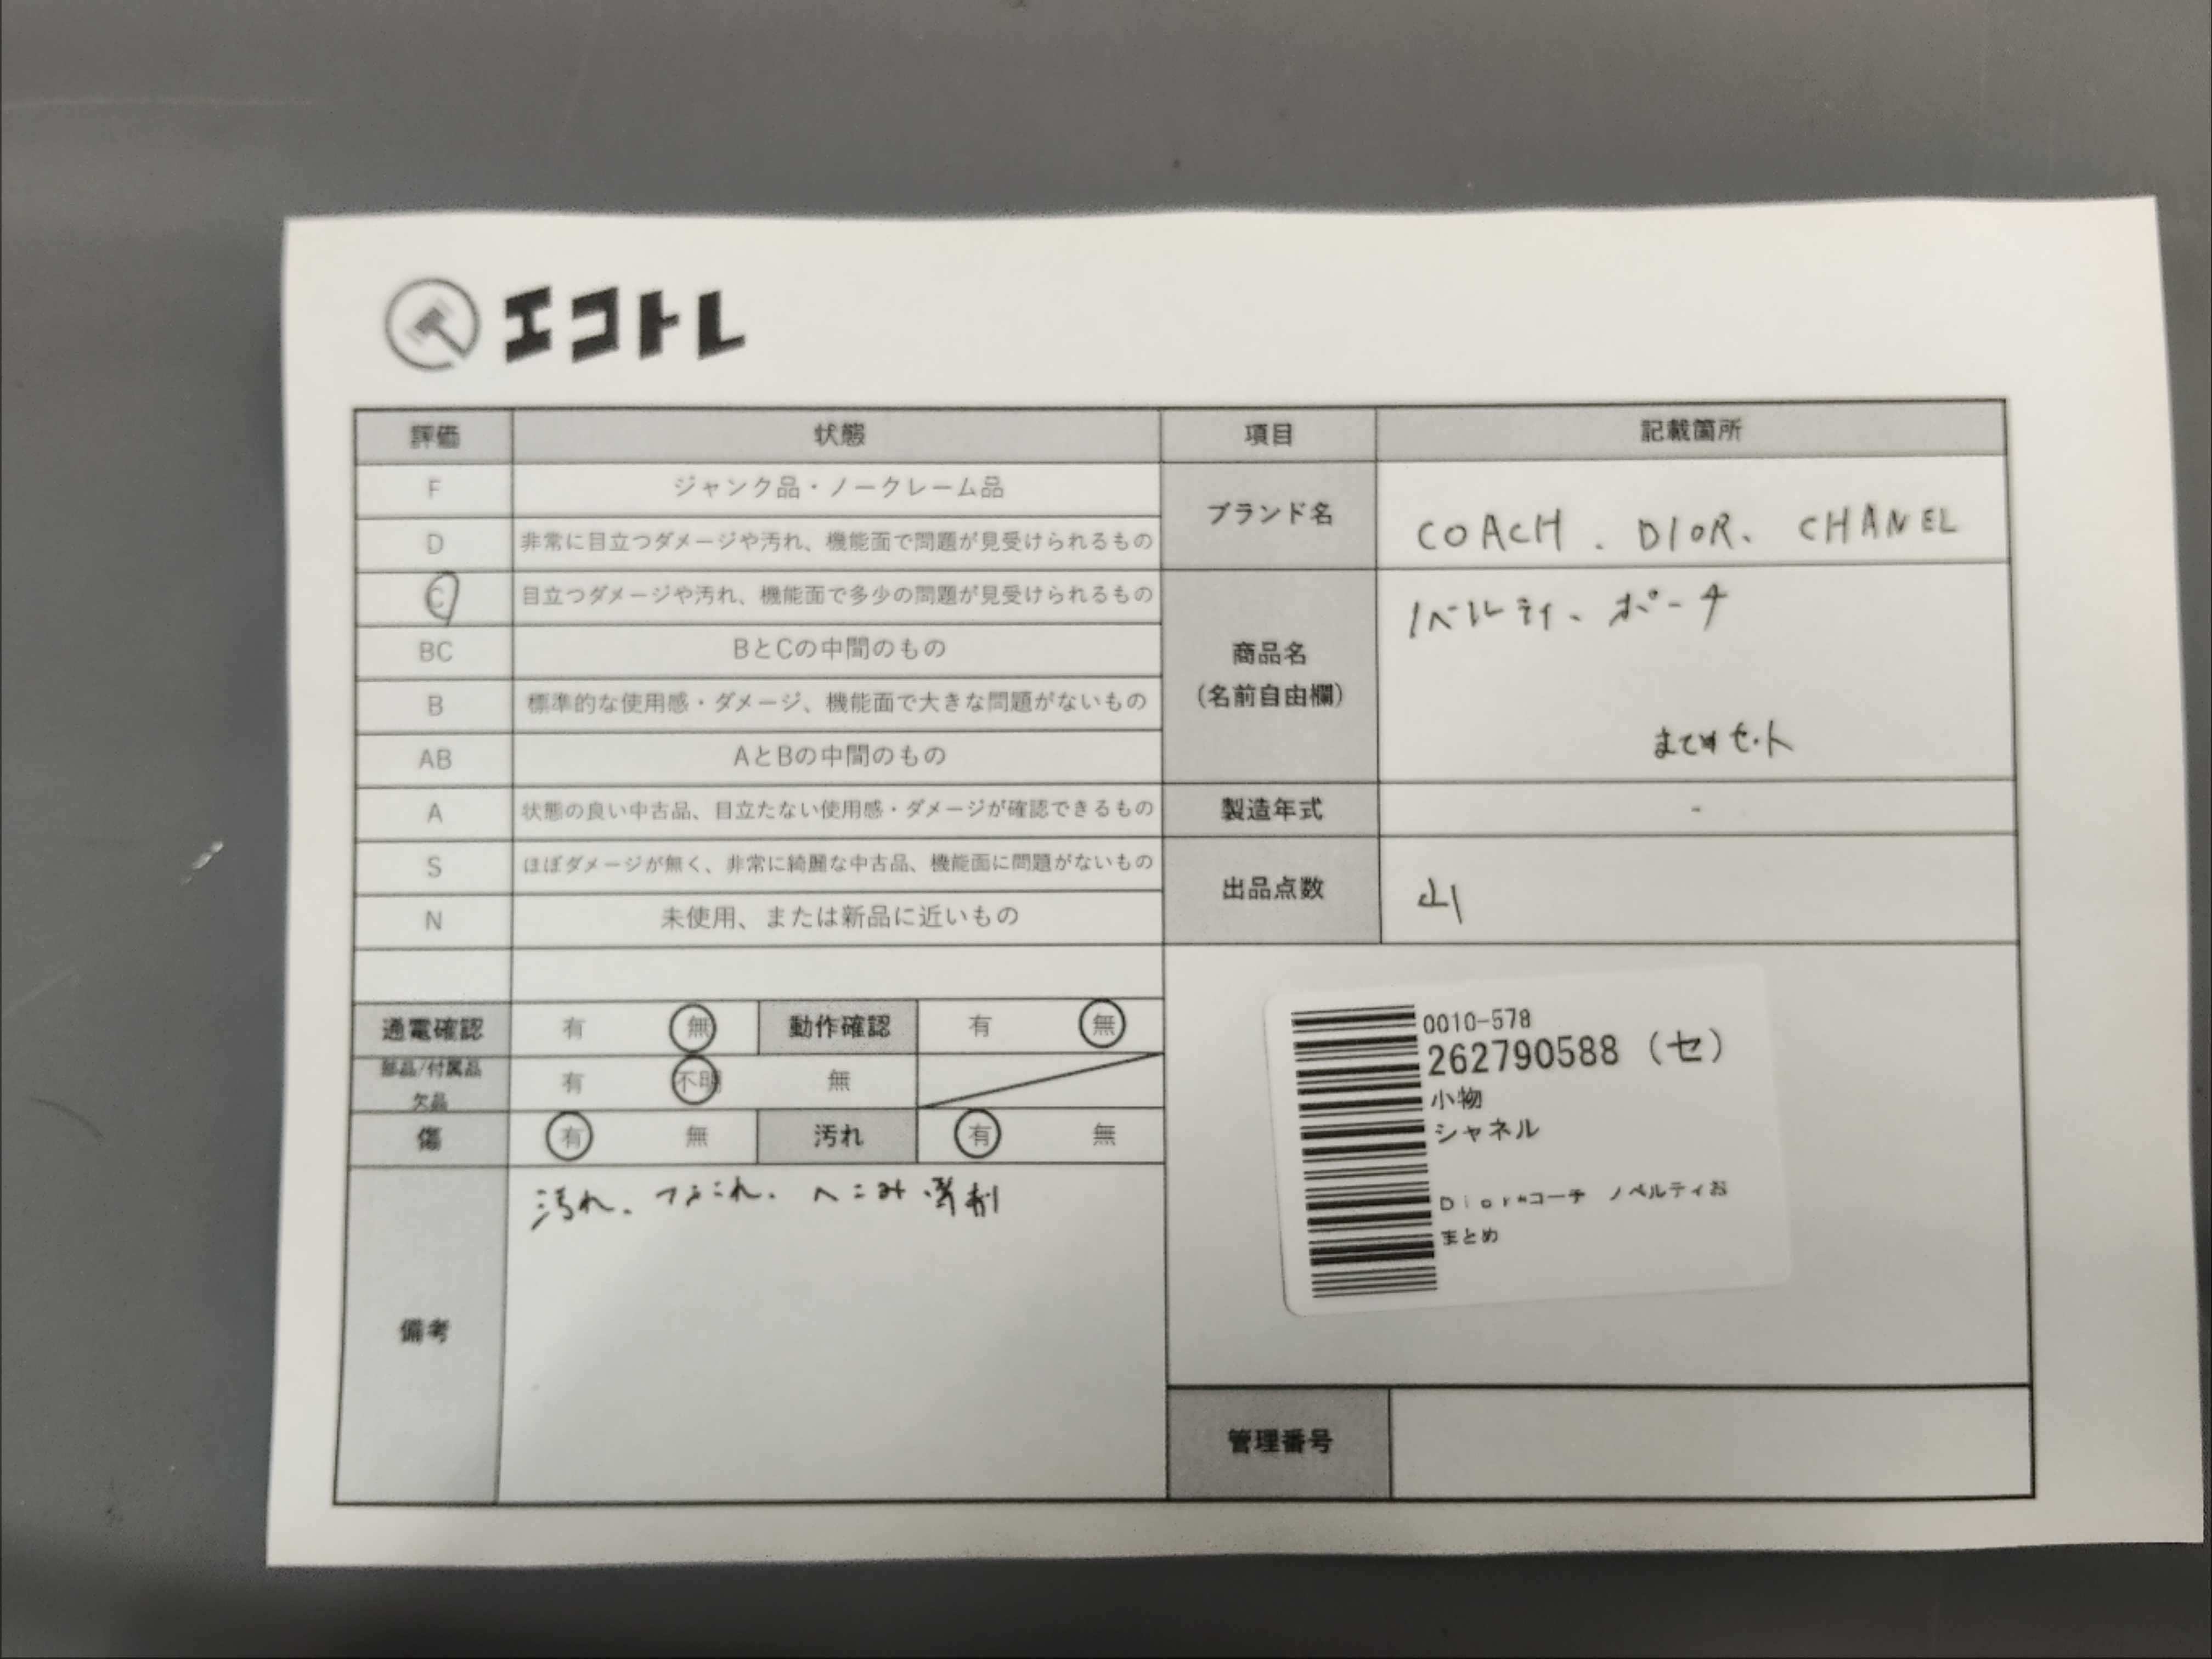 エコトレ
評価 状態 項目 記載箇所
F ジャンク品・ノークレーム品
D 非常に目立つダメージや汚れ、機能面で問題が見受けられるもの
ブランド名 COACH. DIOR、CHANEL
C 目立つダメージや汚れ、機能面で多少の問題が見受けられるもの
BC BとCの中間のもの
B 標準的な使用感・ダメージ、機能面で大きな問題がないもの
AB AとBの中間のもの
商品名
(名前自由欄)
ノベルティ、ポーチ
まとめセット
A 状態の良い中古品、目立たない使用感・ダメージが確認できるもの
製造年式 -
S ほぼダメージが無く、非常に綺麗な中古品、機能面に問題がないもの
N 未使用、または新品に近いもの
出品点数
通電確認 有 無 動作確認 有 無
部品/付属品
欠品
有 不明 無
傷 有 無 汚れ 有 無
備考
汚れ、
0010-578
262790588 (セ)
小物
シャネル
Dior*コーチ ノベルティお
まとめ
管理番号